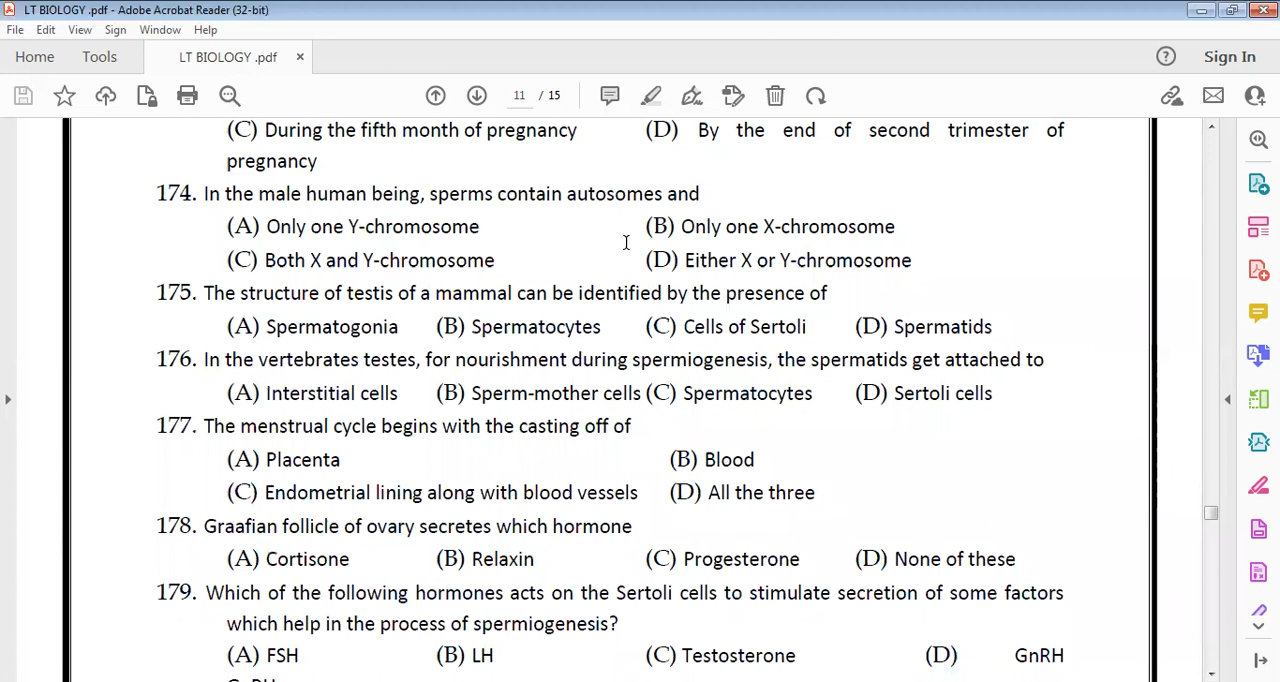 LT BIOLOGY .pdf - Adobe Acrobat Reader (32-bit)
File Edit View Sign Window Help
Home Tools LT BIOLOGY .pdf × Sign In
11 / 15
(C) During the fifth month of pregnancy (D) By the end of second trimester of
pregnancy
174. In the male human being, sperms contain autosomes and
(A) Only one Y-chromosome (B) Only one X-chromosome
(C) Both X and Y-chromosome (D) Either X or Y-chromosome
175. The structure of testis of a mammal can be identified by the presence of
(A) Spermatogonia (B) Spermatocytes (C) Cells of Sertoli (D) Spermatids
176. In the vertebrates testes, for nourishment during spermiogenesis, the spermatids get attached to
(A) Interstitial cells (B) Sperm-mother cells (C) Spermatocytes (D) Sertoli cells
177. The menstrual cycle begins with the casting off of
(A) Placenta (B) Blood
(C) Endometrial lining along with blood vessels (D) All the three
178. Graafian follicle of ovary secretes which hormone
(A) Cortisone (B) Relaxin (C) Progesterone (D) None of these
179. Which of the following hormones acts on the Sertoli cells to stimulate secretion of some factors
which help in the process of spermiogenesis?
(A) FSH (B) LH (C) Testosterone (D) GnRH